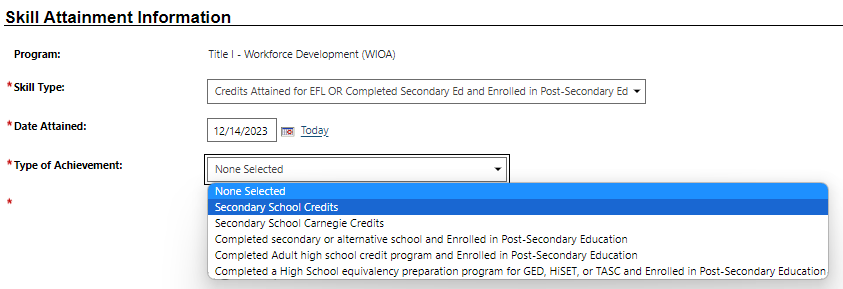 Skill Attainment Information
Program: Title I - Workforce Development (WIOA)
*Skill Type: Credits Attained for EFL OR Completed Secondary Ed and Enrolled in Post-Secondary Ed
*Date Attained: 12/14/2023 Today
*Type of Achievement: None Selected
*
None Selected
Secondary School Credits
Secondary School Carnegie Credits
Completed secondary or alternative school and Enrolled in Post-Secondary Education
Completed Adult high school credit program and Enrolled in Post-Secondary Education
Completed a High School equivalency preparation program for GED, HiSET, or TASC and Enrolled in Post-Secondary Education